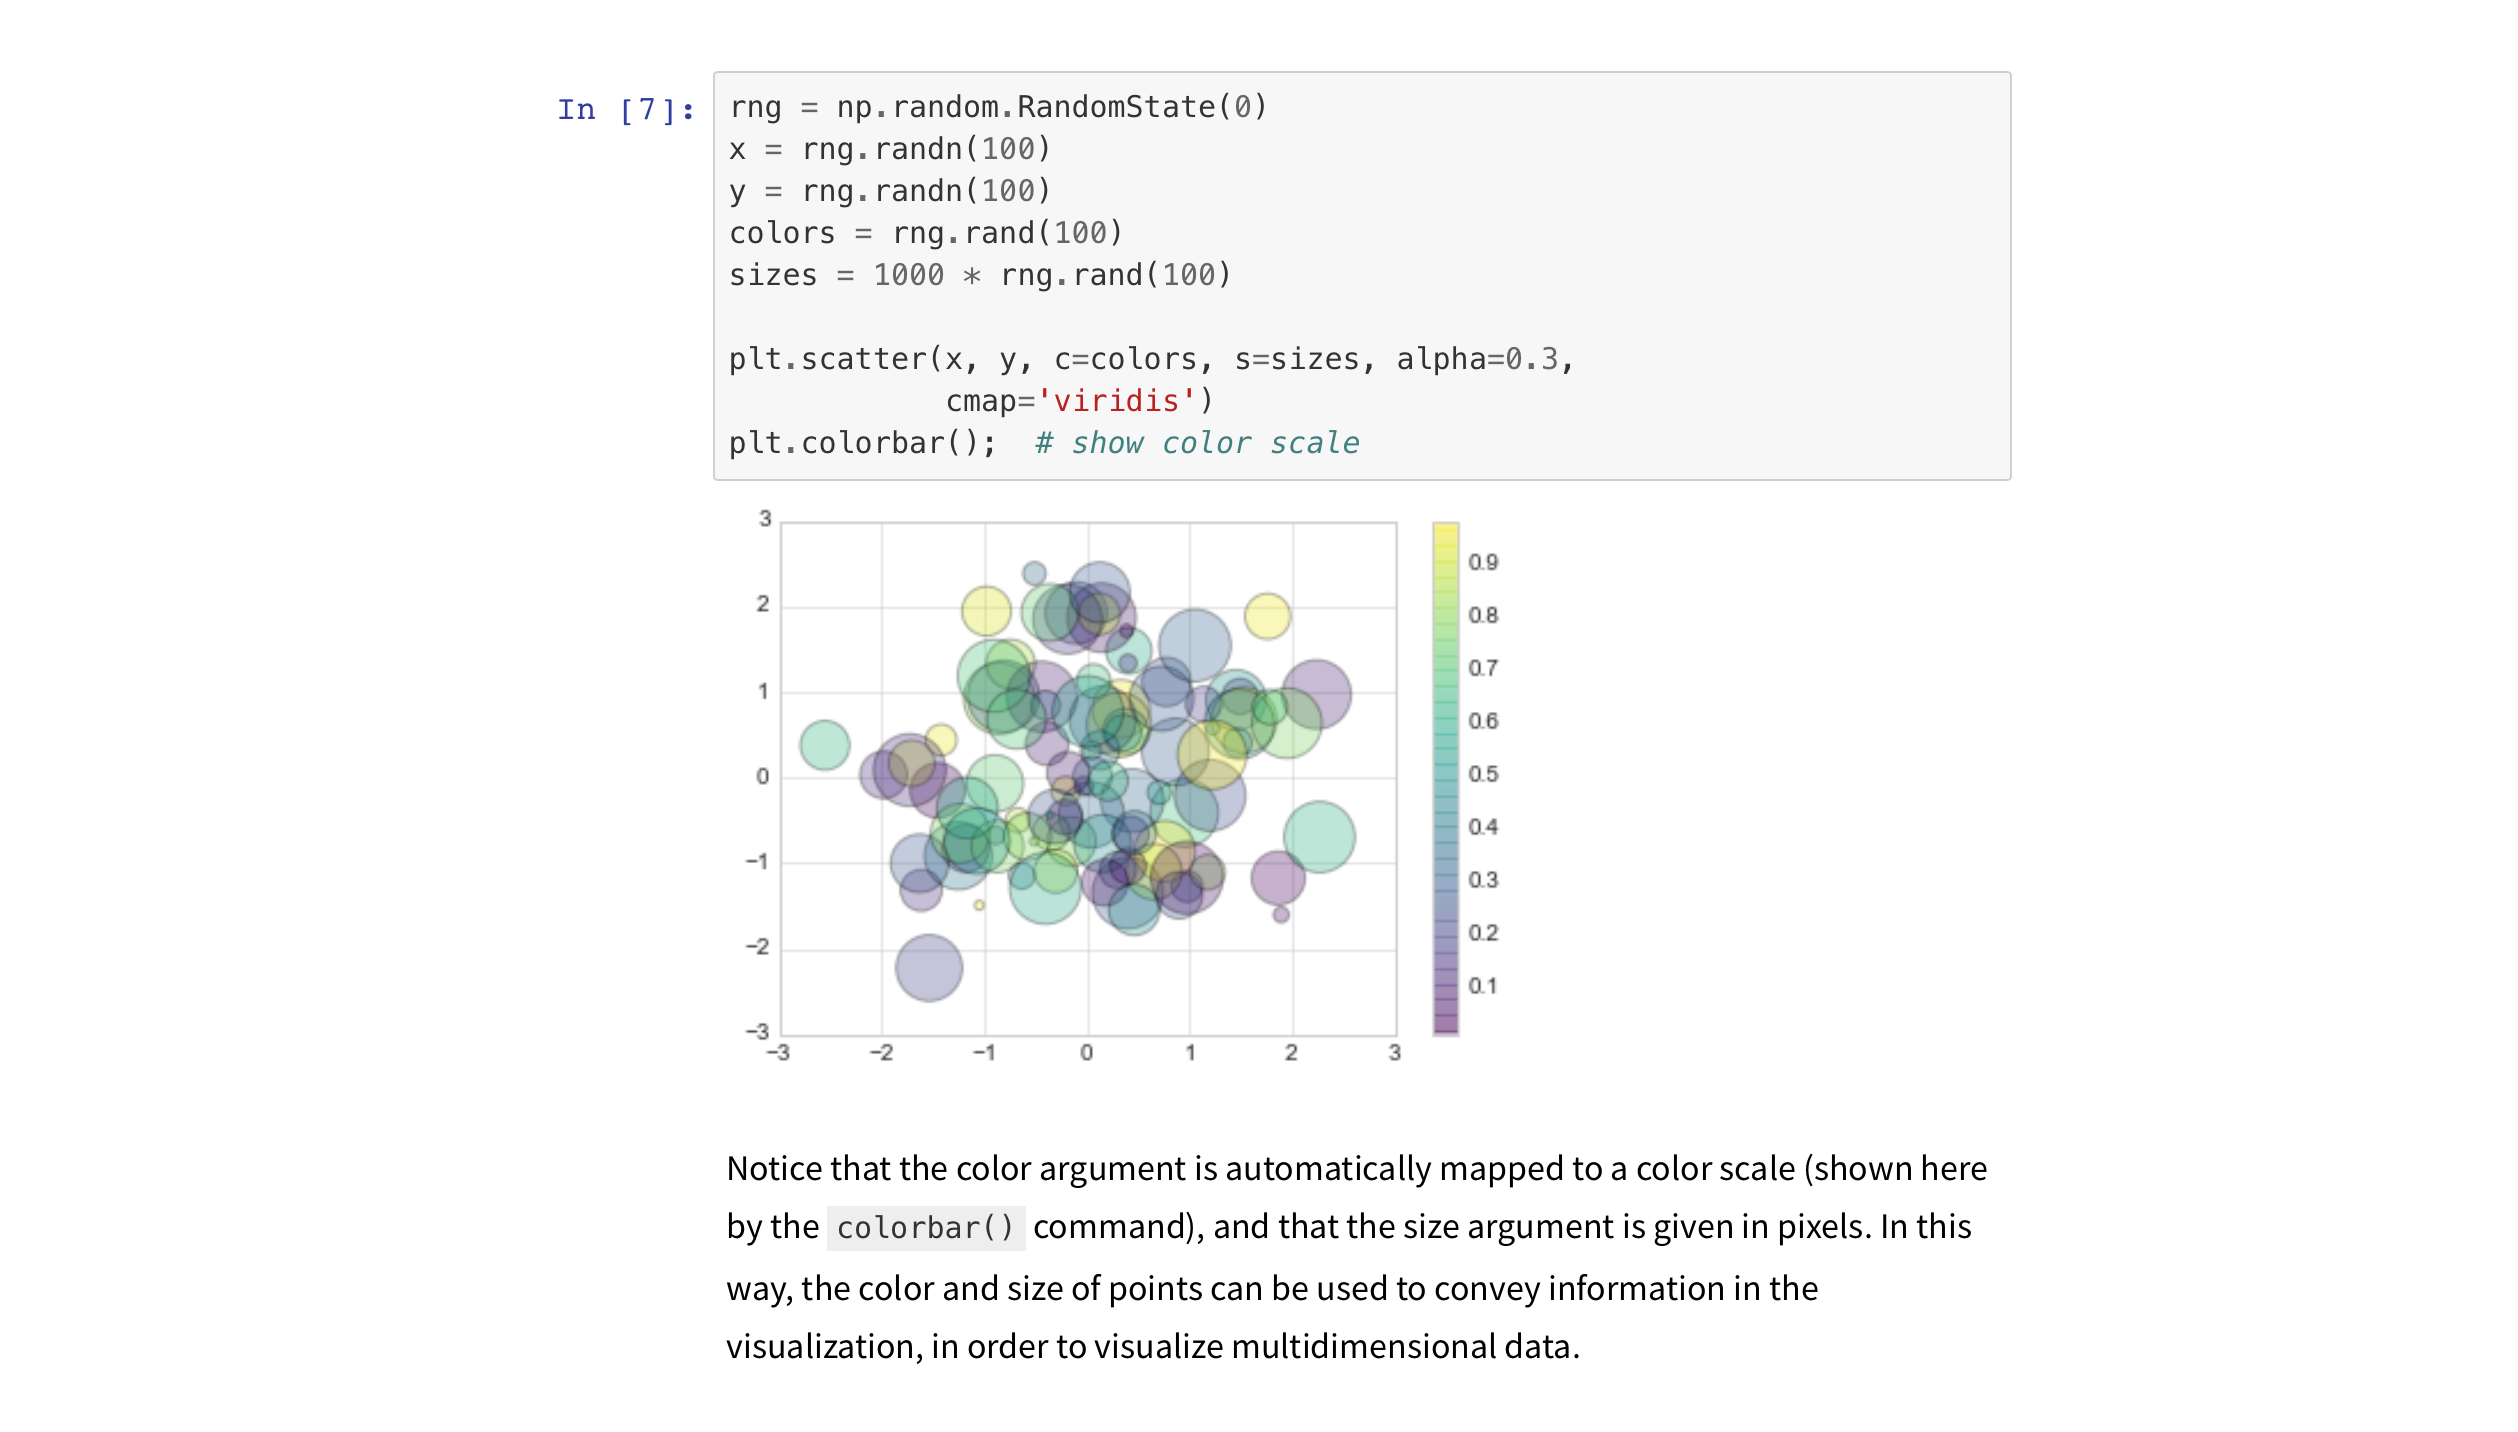 In [7]:
rng = np.random.RandomState(0)
x = rng.randn(100)
y = rng.randn(100)
colors = rng.rand(100)
sizes = 1000 * rng.rand(100)
plt.scatter(x, y, c=colors, s=sizes, alpha=0.3,
            cmap='viridis')
plt.colorbar();  # show color scale
3
2
1
0
−1
−2
−3
−3 −2 −1 0 1 2 3
0.9
0.8
0.7
0.6
0.5
0.4
0.3
0.2
0.1
Notice that the color argument is automatically mapped to a color scale (shown here
by the colorbar() command), and that the size argument is given in pixels. In this
way, the color and size of points can be used to convey information in the
visualization, in order to visualize multidimensional data.